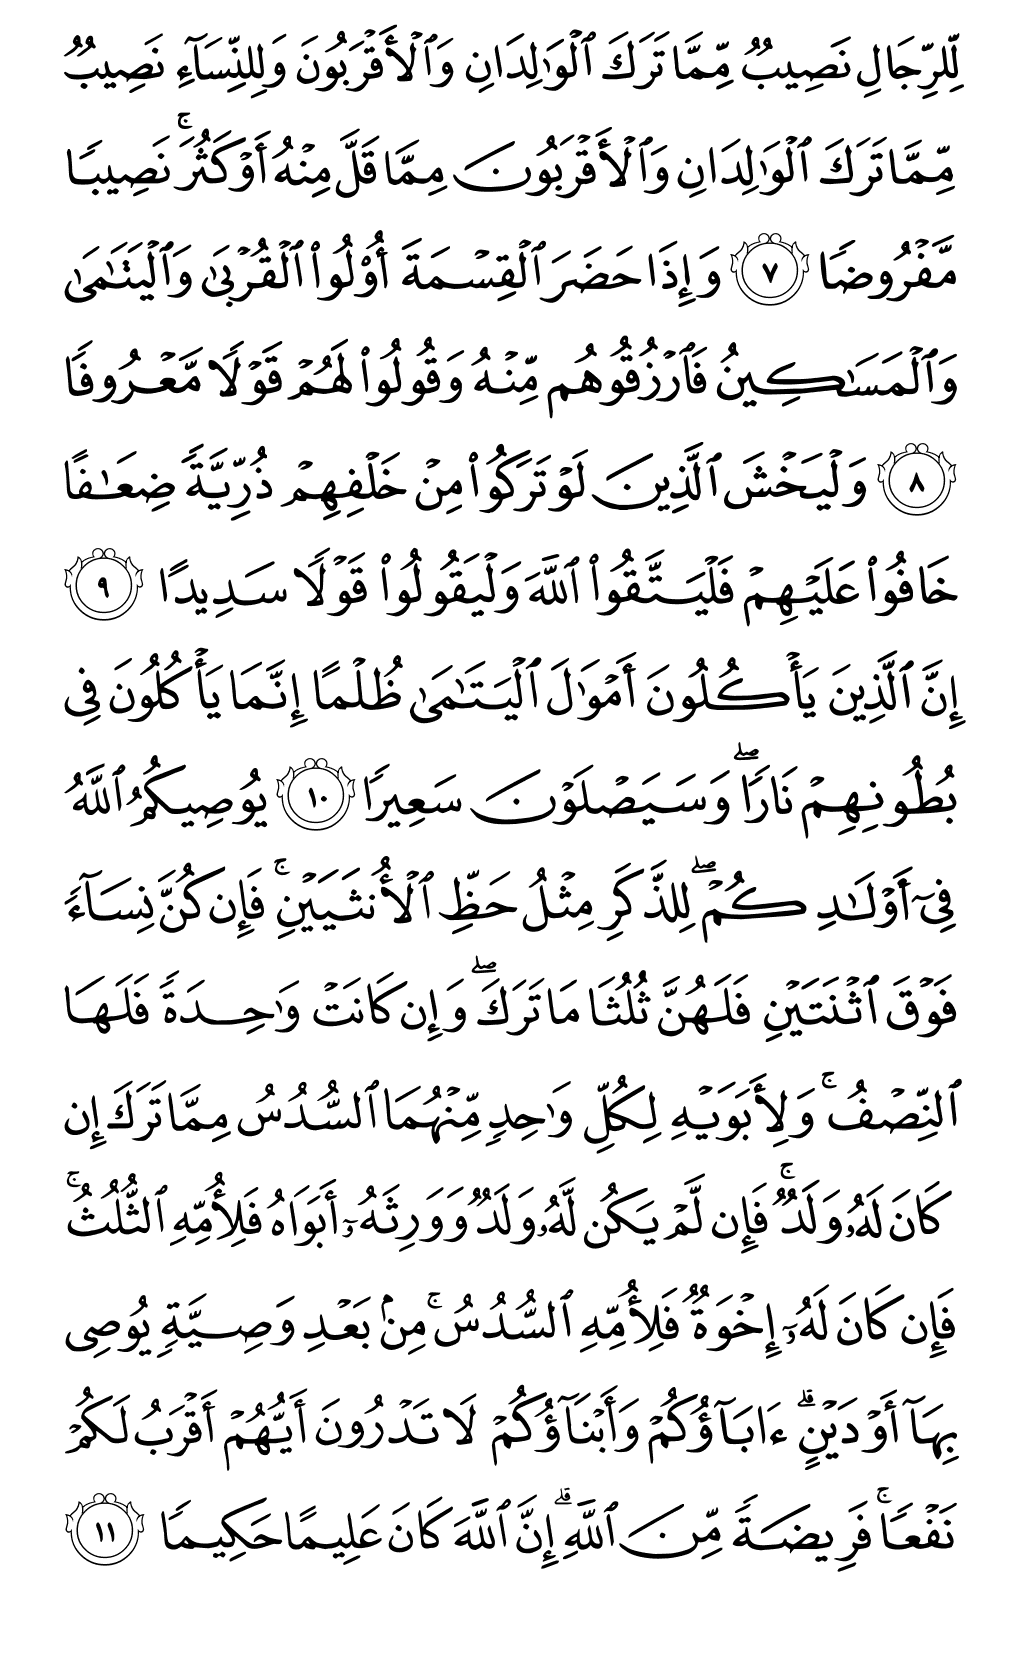 لِّلرِّجَالِ نَصِيبٌ مِّمَّا تَرَكَ ٱلْوَٰلِدَانِ وَٱلْأَقْرَبُونَ وَلِلنِّسَآءِ نَصِيبٌ
مِّمَّا تَرَكَ ٱلْوَٰلِدَانِ وَٱلْأَقْرَبُونَ مِمَّا قَلَّ مِنْهُ أَوْ كَثُرَ ۚ نَصِيبًا
مَّفْرُوضًا ٧ وَإِذَا حَضَرَ ٱلْقِسْمَةَ أُو۟لُوا۟ ٱلْقُرْبَىٰ وَٱلْيَتَـٰمَىٰ
وَٱلْمَسَـٰكِينُ فَٱرْزُقُوهُم مِّنْهُ وَقُولُوا۟ لَهُمْ قَوْلًا مَّعْرُوفًا
٨ وَلْيَخْشَ ٱلَّذِينَ لَوْ تَرَكُوا۟ مِنْ خَلْفِهِمْ ذُرِّيَّةً ضِعَـٰفًا
خَافُوا۟ عَلَيْهِمْ فَلْيَتَّقُوا۟ ٱللَّهَ وَلْيَقُولُوا۟ قَوْلًا سَدِيدًا ٩
إِنَّ ٱلَّذِينَ يَأْكُلُونَ أَمْوَٰلَ ٱلْيَتَـٰمَىٰ ظُلْمًا إِنَّمَا يَأْكُلُونَ فِى
بُطُونِهِمْ نَارًا ۖ وَسَيَصْلَوْنَ سَعِيرًا ١٠ يُوصِيكُمُ ٱللَّهُ
فِىٓ أَوْلَـٰدِكُمْ ۖ لِلذَّكَرِ مِثْلُ حَظِّ ٱلْأُنثَيَيْنِ ۚ فَإِن كُنَّ نِسَآءً
فَوْقَ ٱثْنَتَيْنِ فَلَهُنَّ ثُلُثَا مَا تَرَكَ ۖ وَإِن كَانَتْ وَٰحِدَةً فَلَهَا
ٱلنِّصْفُ ۚ وَلِأَبَوَيْهِ لِكُلِّ وَٰحِدٍ مِّنْهُمَا ٱلسُّدُسُ مِمَّا تَرَكَ إِن
كَانَ لَهُۥ وَلَدٌ ۚ فَإِن لَّمْ يَكُن لَّهُۥ وَلَدٌ وَوَرِثَهُۥٓ أَبَوَاهُ فَلِأُمِّهِ ٱلثُّلُثُ ۚ
فَإِن كَانَ لَهُۥٓ إِخْوَةٌ فَلِأُمِّهِ ٱلسُّدُسُ ۚ مِنۢ بَعْدِ وَصِيَّةٍ يُوصِى
بِهَآ أَوْ دَيْنٍ ۗ ءَابَآؤُكُمْ وَأَبْنَآؤُكُمْ لَا تَدْرُونَ أَيُّهُمْ أَقْرَبُ لَكُمْ
نَفْعًا ۚ فَرِيضَةً مِّنَ ٱللَّهِ ۗ إِنَّ ٱللَّهَ كَانَ عَلِيمًا حَكِيمًا ١١